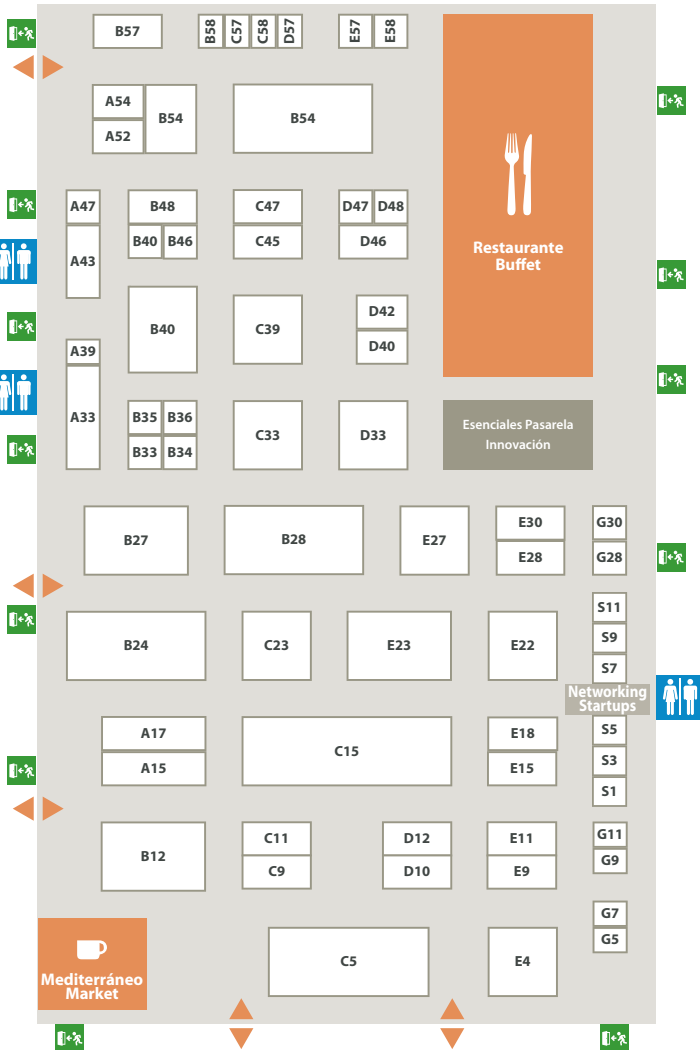 B57
B58
C57
C58
D57
E57
E58
A54
A52
B54
B54
Restaurante
Buffet
A47
A43
B48
B40
B46
C47
C45
D47
D48
D46
B40
C39
D42
D40
A39
A33
B35
B36
B33
B34
C33
D33
Esenciales Pasarela
Innovación
B27
B28
E27
E30
E28
G30
G28
B24
C23
E23
E22
S11
S9
S7
Networking
Startups
S5
S3
S1
A17
A15
C15
E18
E15
B12
C11
C9
D12
D10
E11
E9
G11
G9
G7
G5
Mediterráneo
Market
C5
E4